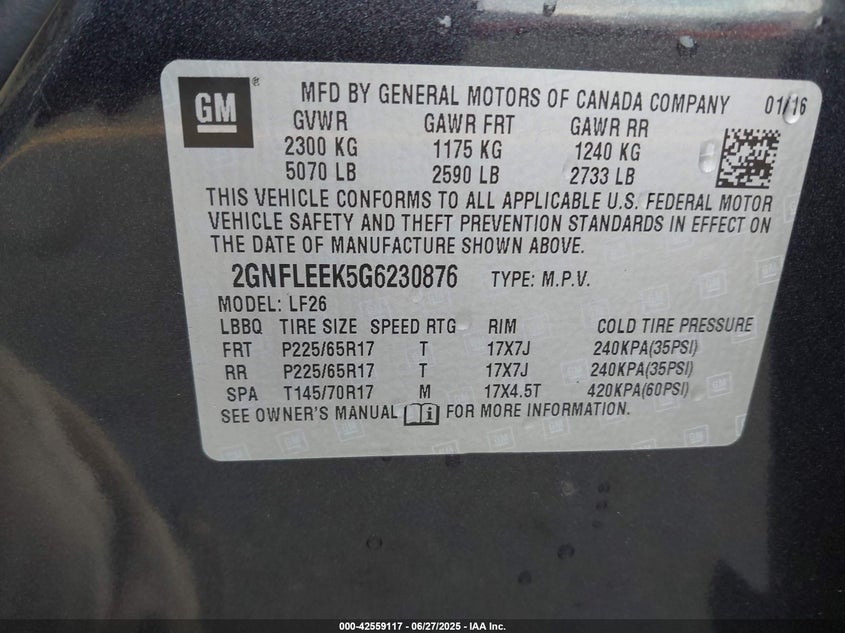 GM ® MFD BY GENERAL MOTORS OF CANADA COMPANY 01/16
GVWR GAWR FRT GAWR RR
2300 KG 1175 KG 1240 KG
5070 LB 2590 LB 2733 LB
THIS VEHICLE CONFORMS TO ALL APPLICABLE U.S. FEDERAL MOTOR
VEHICLE SAFETY AND THEFT PREVENTION STANDARDS IN EFFECT ON
THE DATE OF MANUFACTURE SHOWN ABOVE.
2GNFLEEK5G6230876 TYPE: M.P.V.
MODEL: LF26
LBBQ TIRE SIZE SPEED RTG RIM COLD TIRE PRESSURE
FRT P225/65R17 T 17X7J 240KPA(35PSI)
RR P225/65R17 T 17X7J 240KPA(35PSI)
SPA T145/70R17 M 17X4.5T 420KPA(60PSI)
SEE OWNER'S MANUAL FOR MORE INFORMATION.
000-42559117 - 06/27/2025 - IAA Inc.